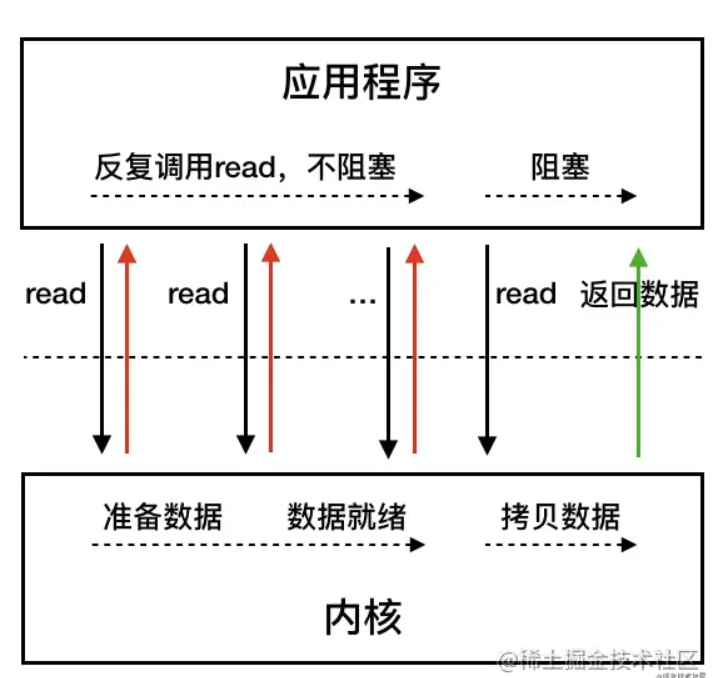 应用程序
反复调用read，不阻塞
阻塞
read
read
...
read
返回数据
准备数据
数据就绪
拷贝数据
内核
@稀土掘金技术社区